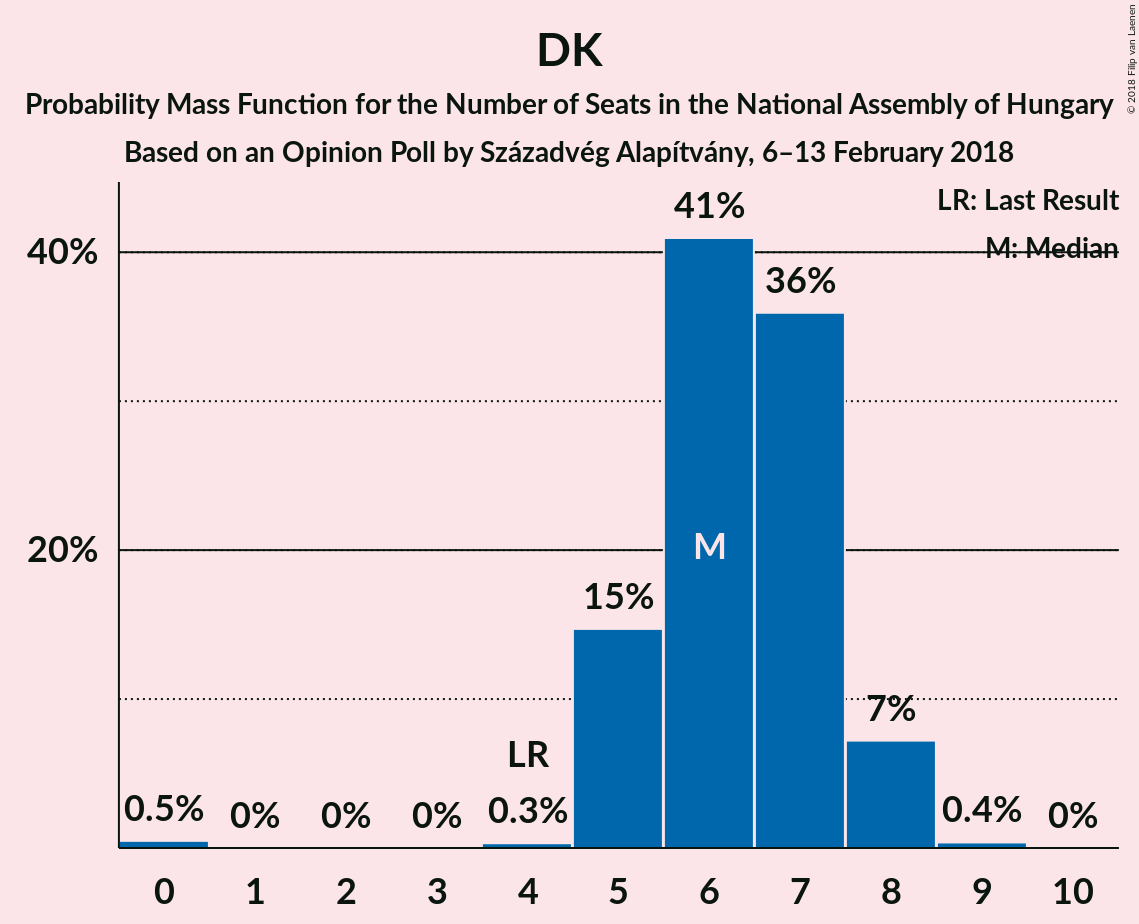 DK
Probability Mass Function for the Number of Seats in the National Assembly of Hungary
Based on an Opinion Poll by Századvég Alapítvány, 6–13 February 2018
© 2018 Filip van Laenen
LR: Last Result
M: Median
40%
20%
0.5%
0%
0%
0%
LR
0.3%
15%
41%
M
36%
7%
0.4%
0%
0 1 2 3 4 5 6 7 8 9 10